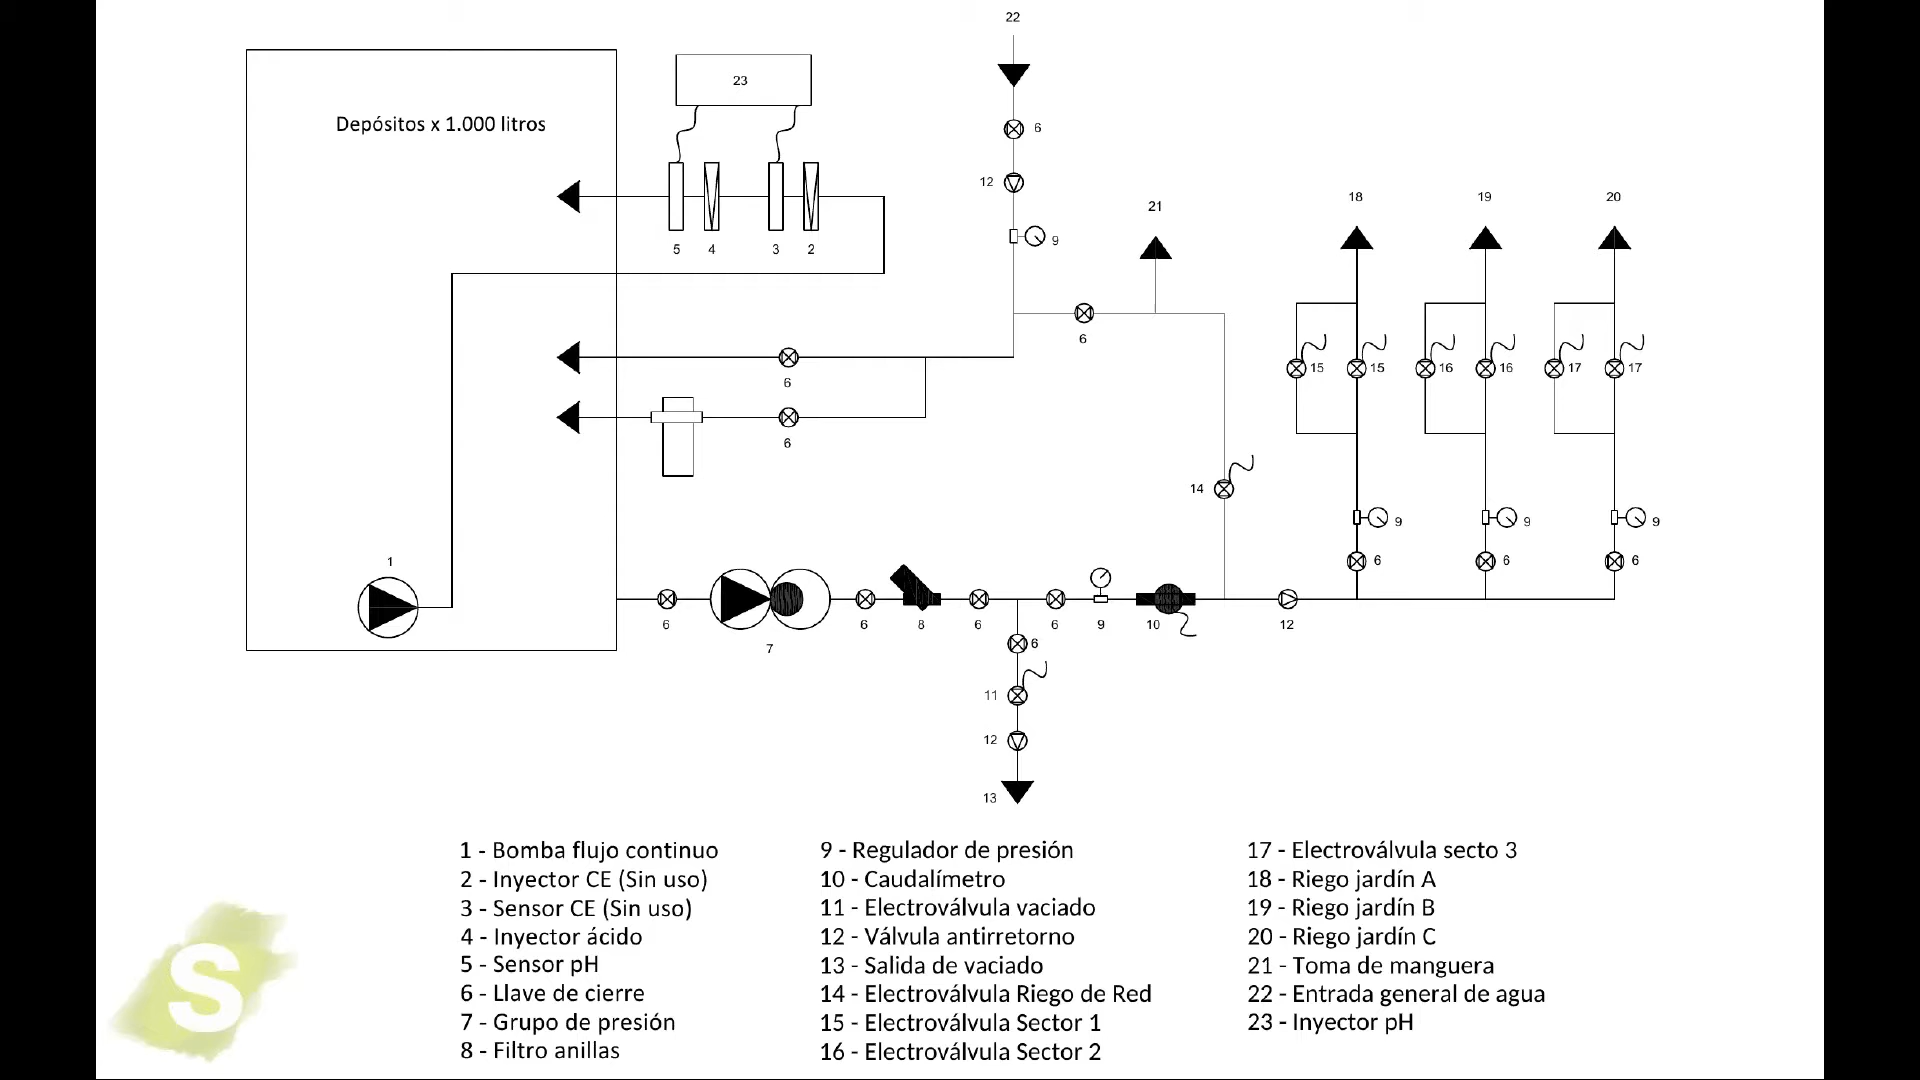 22
23
Depósitos x 1.000 litros
6
12
9
5
4
3
2
21
18
19
20
6
6
6
15
15
16
16
17
17
14
9
9
9
6
6
6
1
6
7
6
8
6
6
9
10
12
6
11
12
13
1 - Bomba flujo continuo
2 - Inyector CE (Sin uso)
3 - Sensor CE (Sin uso)
4 - Inyector ácido
5 - Sensor pH
6 - Llave de cierre
7 - Grupo de presión
8 - Filtro anillas
9 - Regulador de presión
10 - Caudalímetro
11 - Electroválvula vaciado
12 - Válvula antirretorno
13 - Salida de vaciado
14 - Electroválvula Riego de Red
15 - Electroválvula Sector 1
16 - Electroválvula Sector 2
17 - Electroválvula secto 3
18 - Riego jardín A
19 - Riego jardín B
20 - Riego jardín C
21 - Toma de manguera
22 - Entrada general de agua
23 - Inyector pH
S